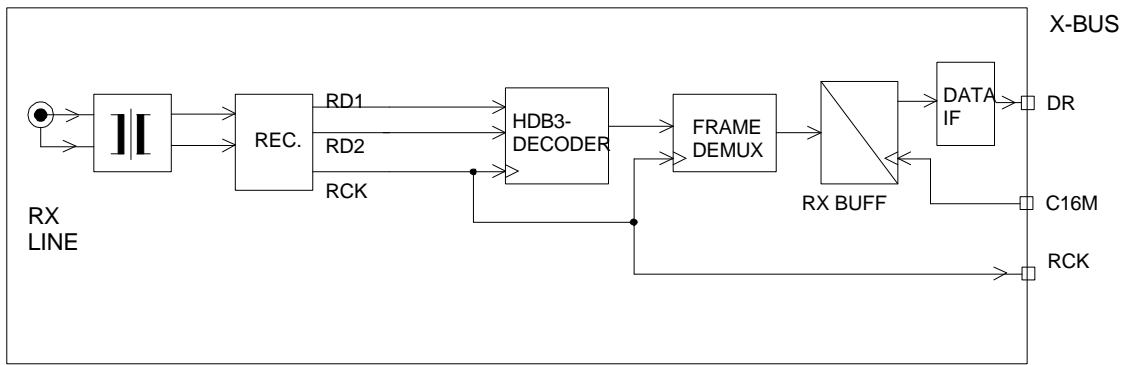 X-BUS
RD1
RD2
RCK
REC.
HDB3-
DECODER
FRAME
DEMUX
DATA
IF
DR
RX BUFF
C16M
RCK
RX
LINE